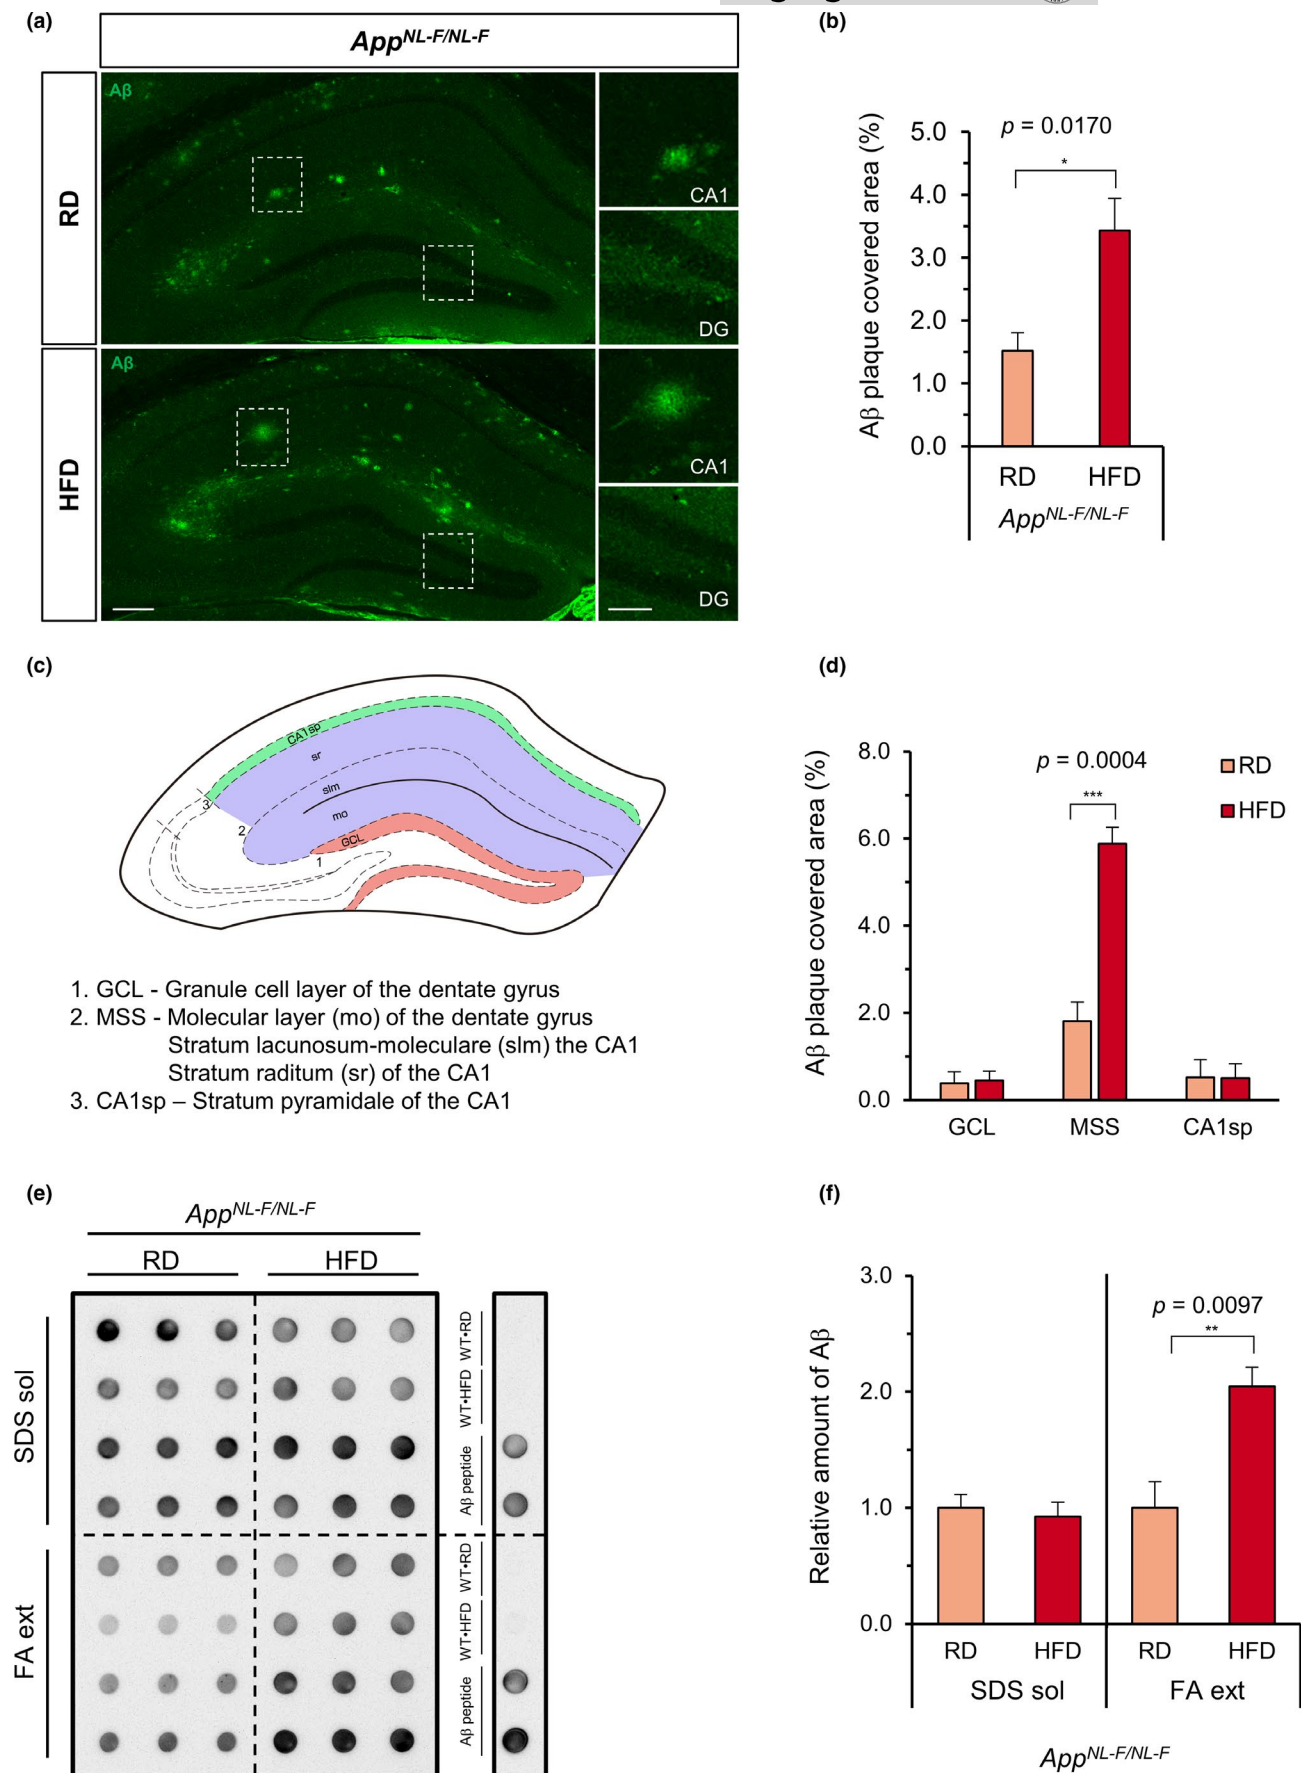 (a)
App^NL-F/NL-F
RD
Aβ
CA1
DG
HFD
Aβ
CA1
DG
(b)
Aβ plaque covered area (%)
5.0
4.0
3.0
2.0
1.0
0.0
p = 0.0170
*
RD HFD
App^NL-F/NL-F
(c)
CA1sp
sr
slm
mo
GCL
3
2
1
1. GCL - Granule cell layer of the dentate gyrus
2. MSS - Molecular layer (mo) of the dentate gyrus
Stratum lacunosum-moleculare (slm) the CA1
Stratum raditum (sr) of the CA1
3. CA1sp – Stratum pyramidale of the CA1
(d)
Aβ plaque covered area (%)
8.0
6.0
4.0
2.0
0.0
p = 0.0004
***
RD
HFD
GCL MSS CA1sp
(e)
App^NL-F/NL-F
RD HFD
SDS sol
FA ext
WT•RD
WT•HFD
Aβ peptide
WT•RD
WT•HFD
Aβ peptide
(f)
Relative amount of Aβ
3.0
2.0
1.0
0.0
p = 0.0097
**
RD HFD RD HFD
SDS sol FA ext
App^NL-F/NL-F